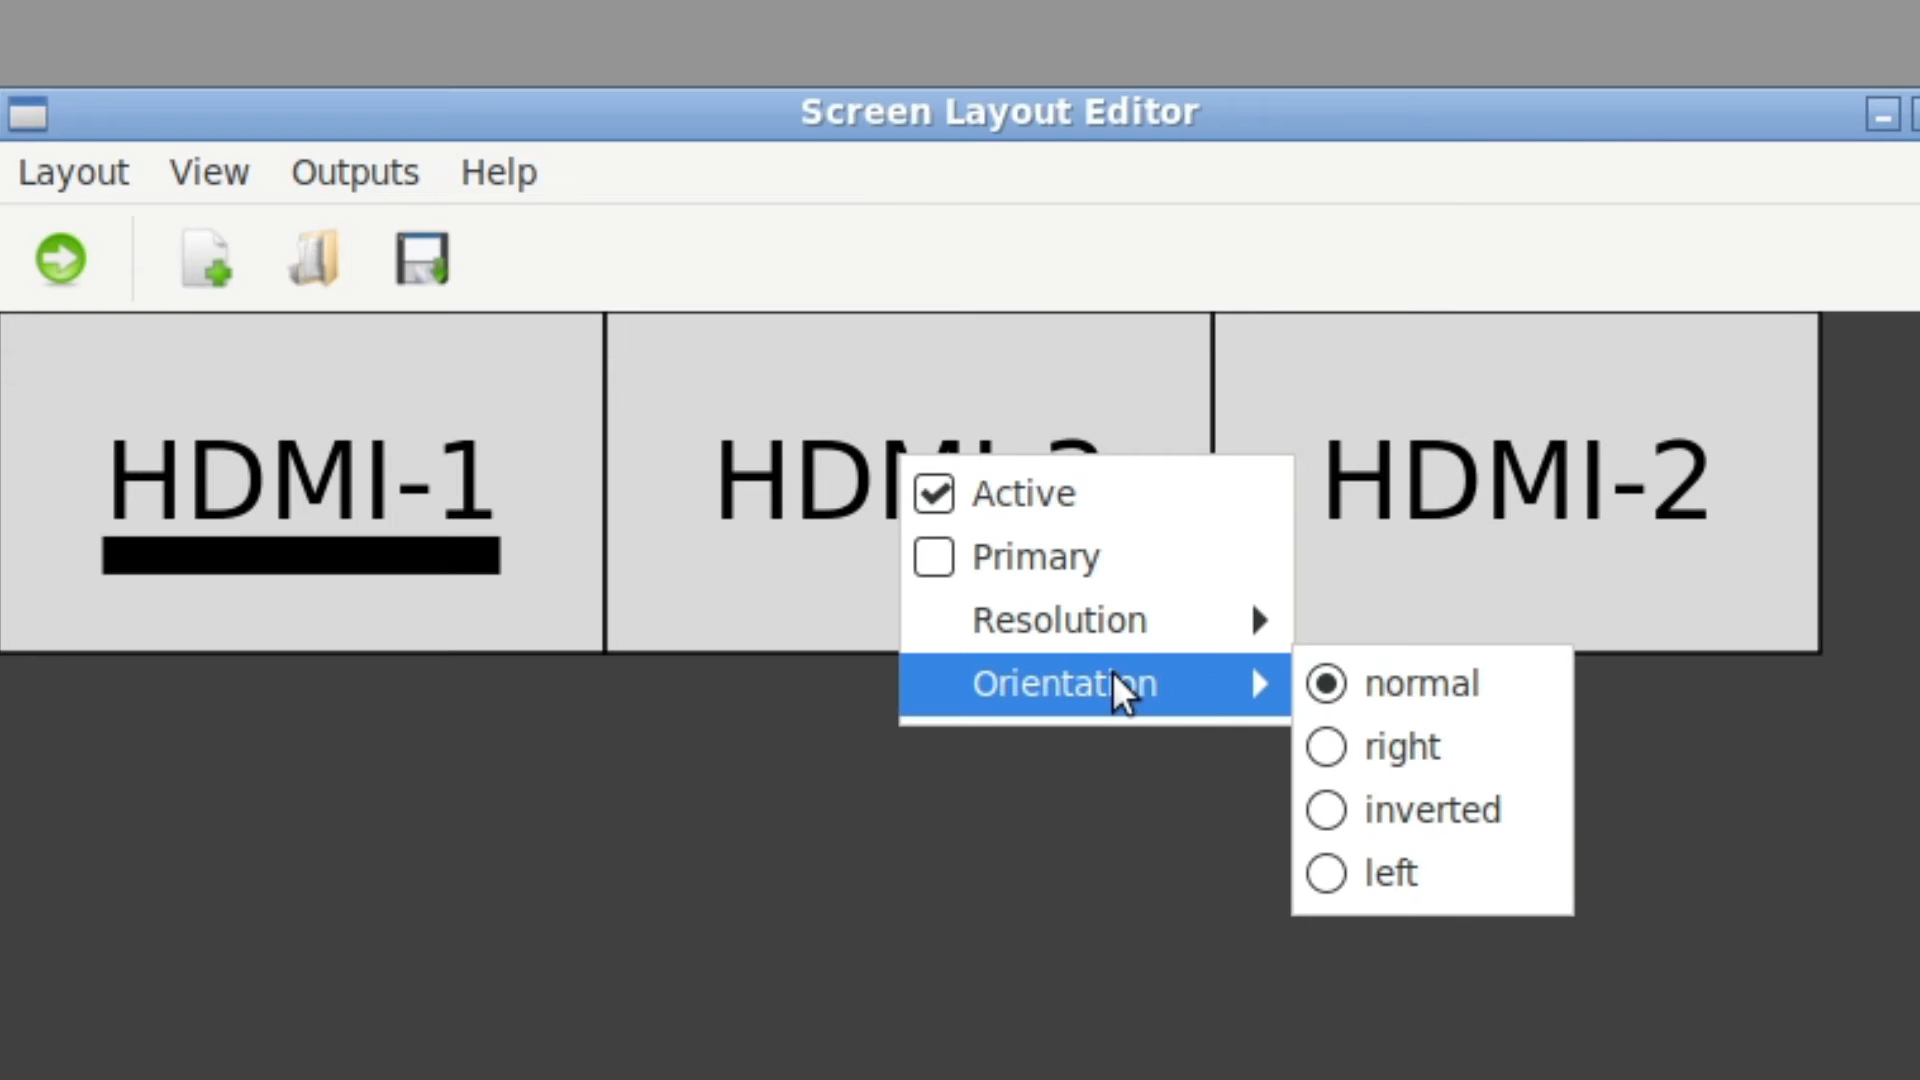 Screen Layout Editor
Layout View Outputs Help
HDMI-1
HDMI-2
Active
Primary
Resolution
Orientation
normal
right
inverted
left